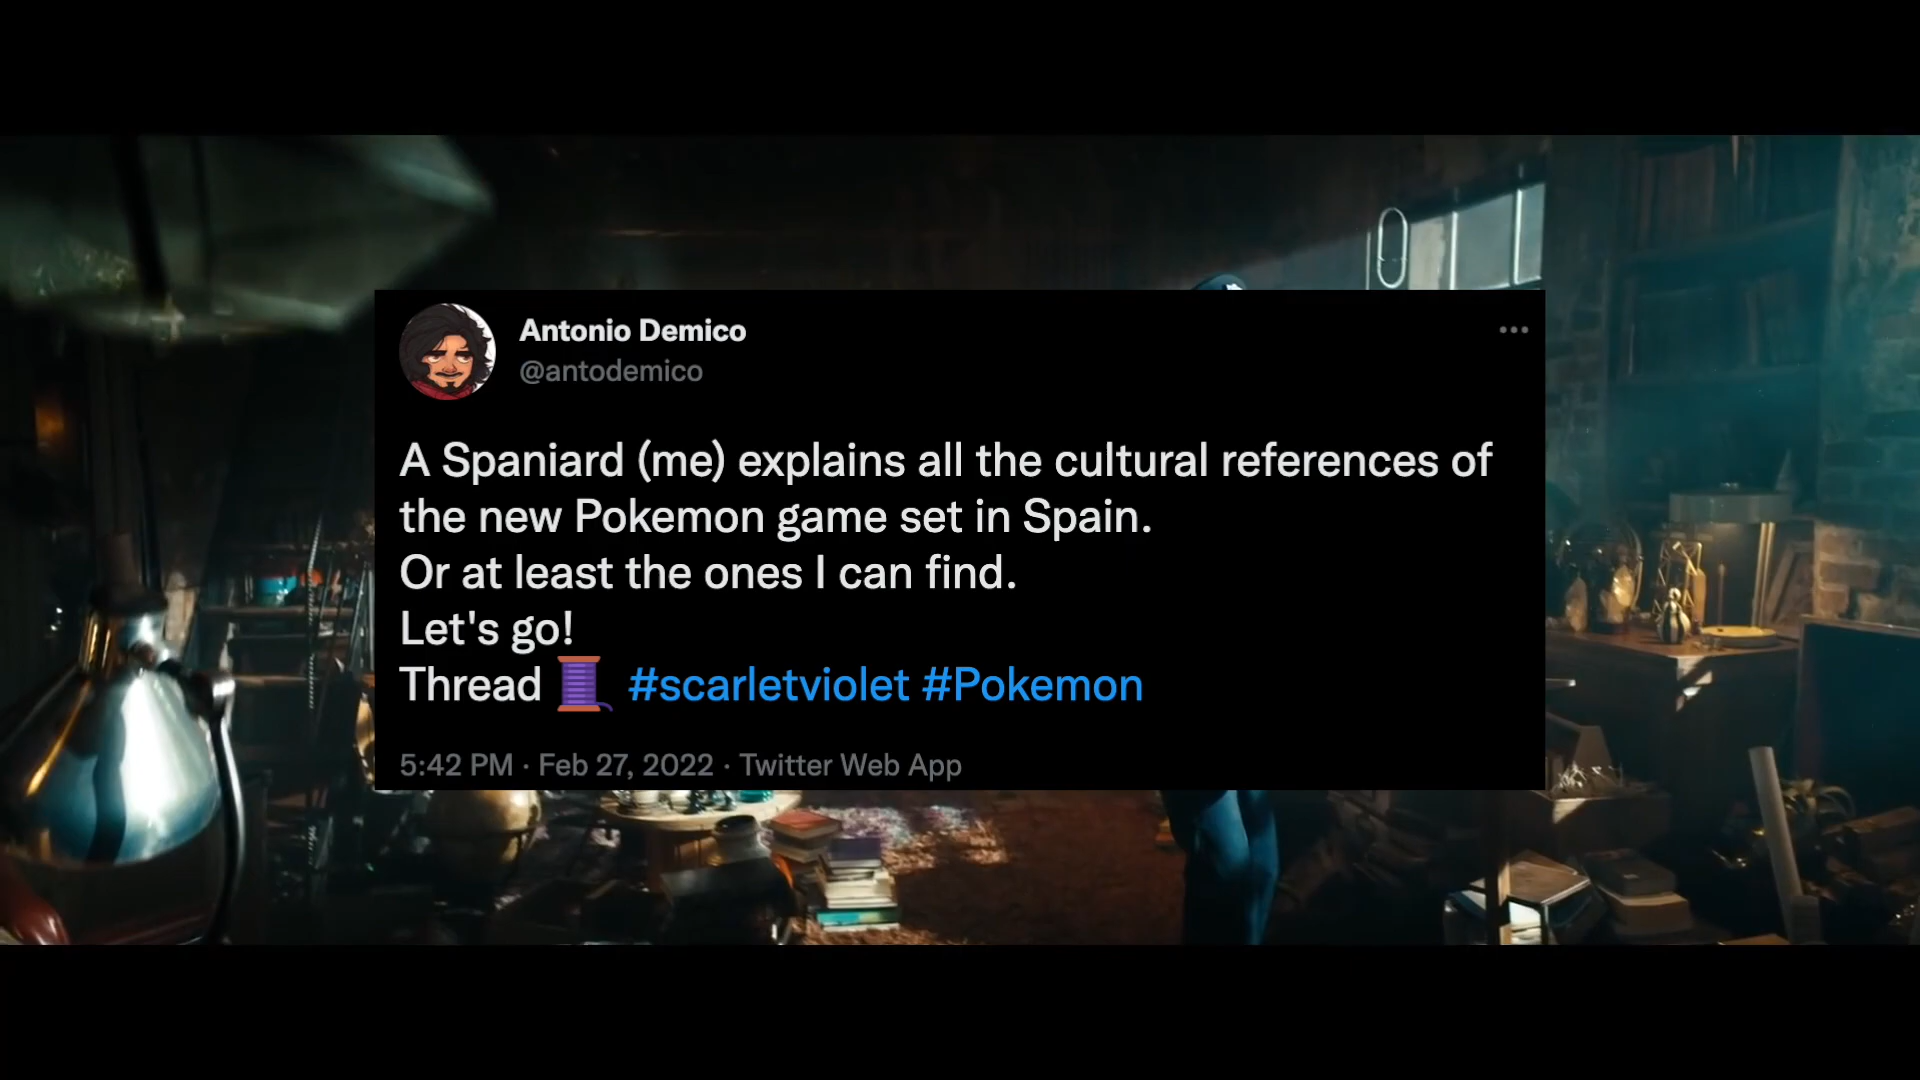 Antonio Demico
@antodemico
A Spaniard (me) explains all the cultural references of
the new Pokemon game set in Spain.
Or at least the ones I can find.
Let's go!
Thread 🧵 #scarletviolet #Pokemon
5:42 PM · Feb 27, 2022 · Twitter Web App